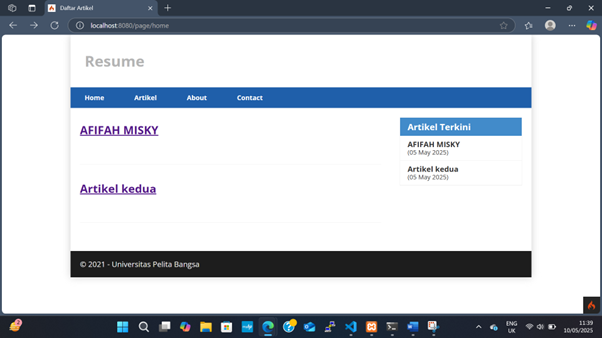 Daftar Artikel
localhost:8080/page/home
Resume
Home Artikel About Contact
AFIFAH MISKY
Artikel kedua
Artikel Terkini
AFIFAH MISKY
(05 May 2025)
Artikel kedua
(05 May 2025)
© 2021 - Universitas Pelita Bangsa
ENG
UK
11:39
10/05/2025